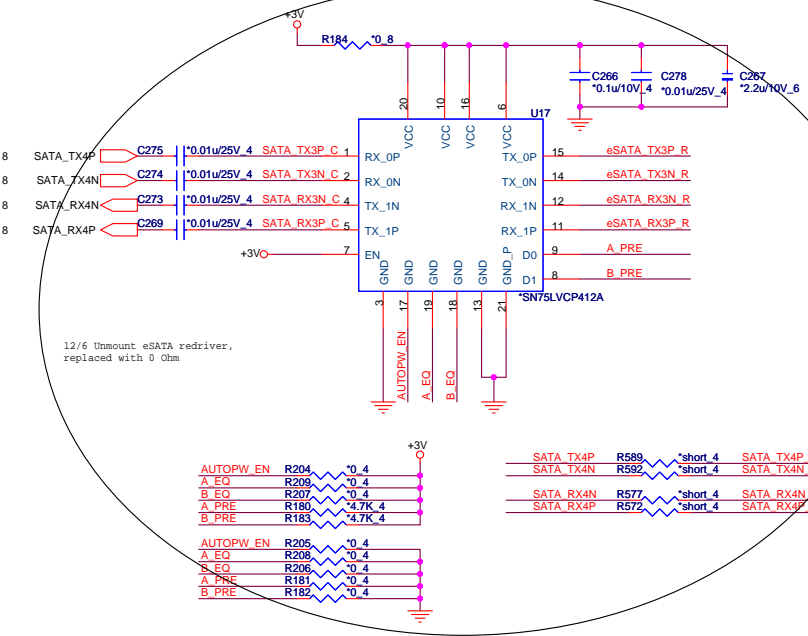 +3V
R184 *0_8
C266 *0.1u/10V_4
C278 *0.01u/25V_4
C267 *2.2u/10V_6
20 10 16 6
U17
VCC VCC VCC VCC
8 SATA_TX4P C275 *0.01u/25V_4 SATA_TX3P_C 1 RX_0P TX_0P 15 eSATA_TX3P_R
8 SATA_TX4N C274 *0.01u/25V_4 SATA_TX3N_C 2 RX_0N TX_0N 14 eSATA_TX3N_R
8 SATA_RX4N C273 *0.01u/25V_4 SATA_RX3N_C 4 TX_1N RX_1N 12 eSATA_RX3N_R
8 SATA_RX4P C269 *0.01u/25V_4 SATA_RX3P_C 5 TX_1P RX_1P 11 eSATA_RX3P_R
+3V 7 EN D0 9 A_PRE
D1 8 B_PRE
GND GND GND GND GND GND_P
*SN75LVCP412A
3 17 19 18 13 21
AUTOPW_EN A_EQ B_EQ
12/6 Unmount eSATA redriver,
replaced with 0 Ohm
+3V
AUTOPW_EN R204 *0_4
A_EQ R209 *0_4
B_EQ R207 *0_4
A_PRE R180 *4.7K_4
B_PRE R183 *4.7K_4
AUTOPW_EN R205 *0_4
A_EQ R208 *0_4
B_EQ R206 *0_4
A_PRE R181 *0_4
B_PRE R182 *0_4
SATA_TX4P R589 *short_4 SATA_TX4P_
SATA_TX4N R592 *short_4 SATA_TX4N
SATA_RX4N R577 *short_4 SATA_RX4N
SATA_RX4P R572 *short_4 SATA_RX4P